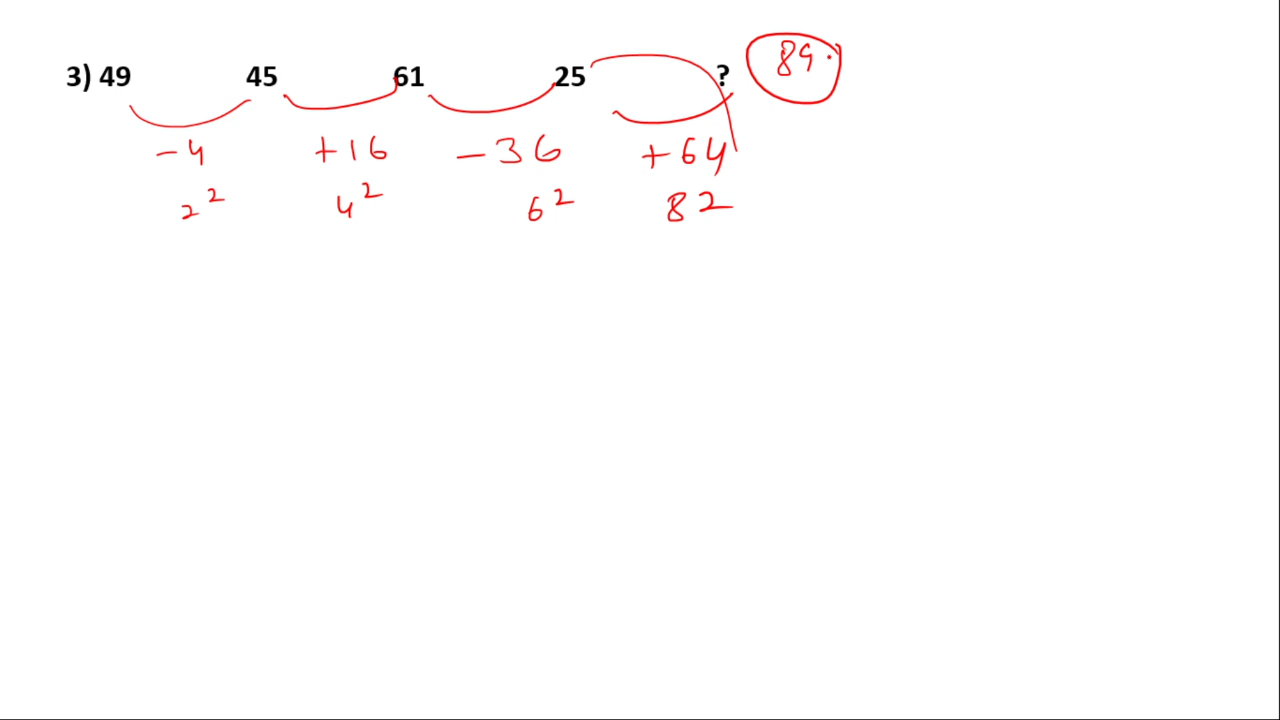 3) 49 45 61 25 ? 89.
-4 +16 -36 +64
2² 4² 6² 82